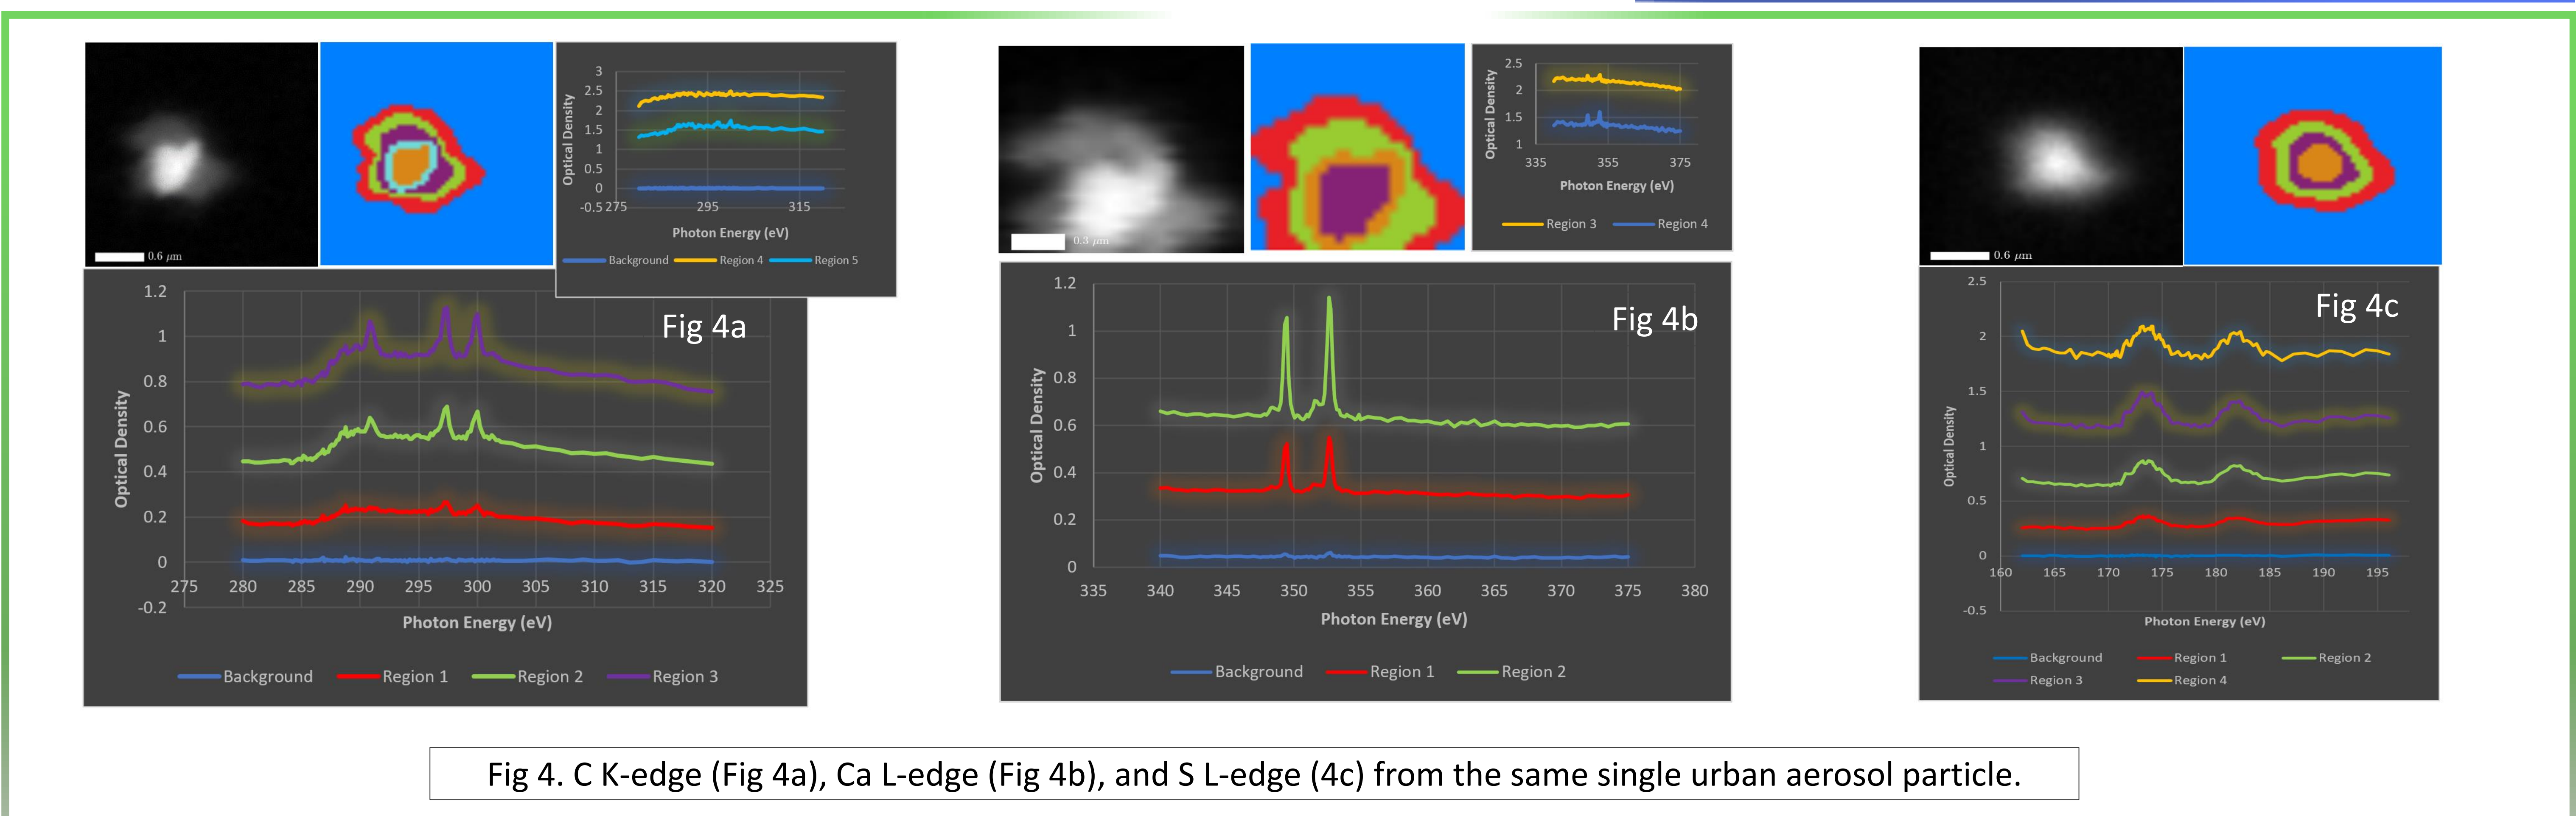 0.6 μm
3
2.5
2
1.5
1
0.5
0
-0.5
275 295 315
Optical Density
Photon Energy (eV)
Background Region 4 Region 5
Fig 4a
1.2
1
0.8
0.6
0.4
0.2
0
-0.2
275 280 285 290 295 300 305 310 315 320 325
Optical Density
Photon Energy (eV)
Background Region 1 Region 2 Region 3
0.3 μm
2.5
2
1.5
1
335 355 375
Optical Density
Photon Energy (eV)
Region 3 Region 4
Fig 4b
1.2
1
0.8
0.6
0.4
0.2
0
335 340 345 350 355 360 365 370 375 380
Optical Density
Photon Energy (eV)
Background Region 1 Region 2
0.6 μm
Fig 4c
2.5
2
1.5
1
0.5
0
-0.5
160 165 170 175 180 185 190 195
Optical Density
Photon Energy (eV)
Background Region 1 Region 2
Region 3 Region 4
Fig 4. C K-edge (Fig 4a), Ca L-edge (Fig 4b), and S L-edge (4c) from the same single urban aerosol particle.